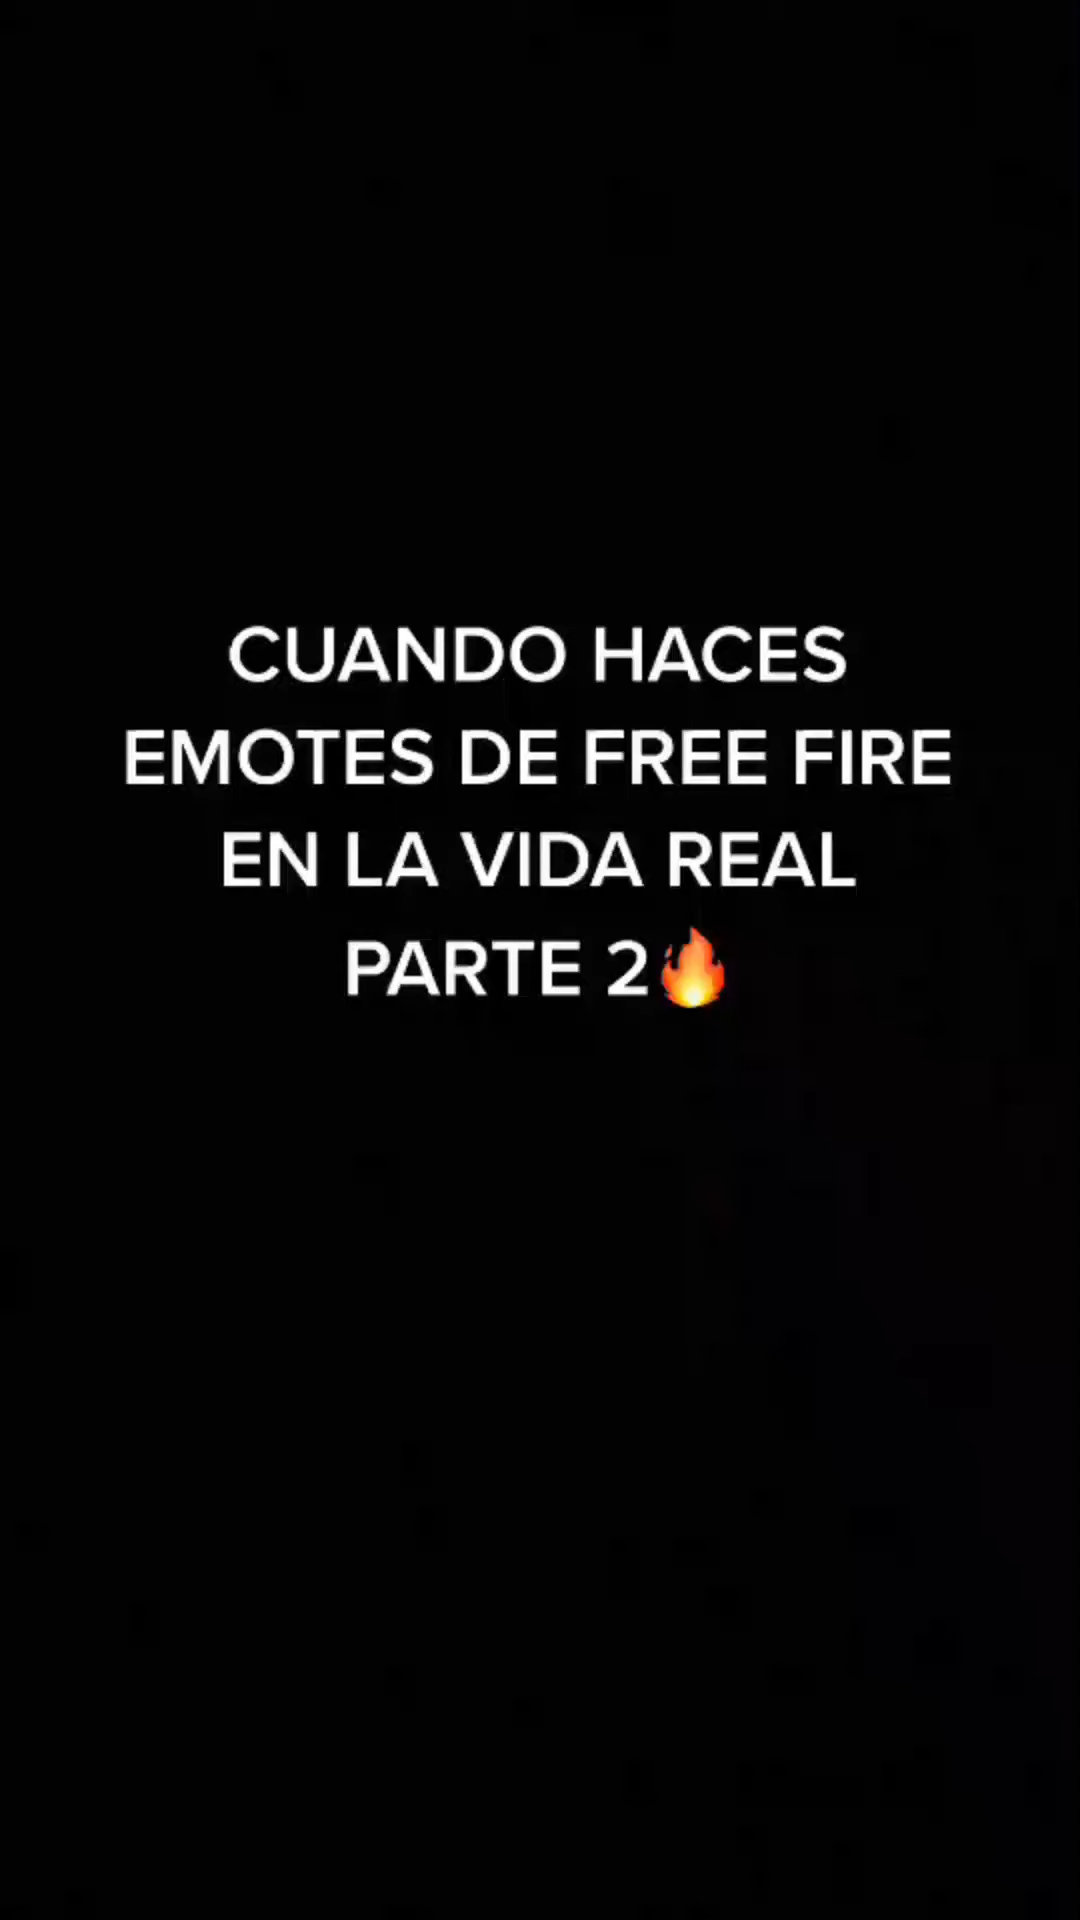 CUANDO HACES
EMOTES DE FREE FIRE
EN LA VIDA REAL
PARTE 2🔥